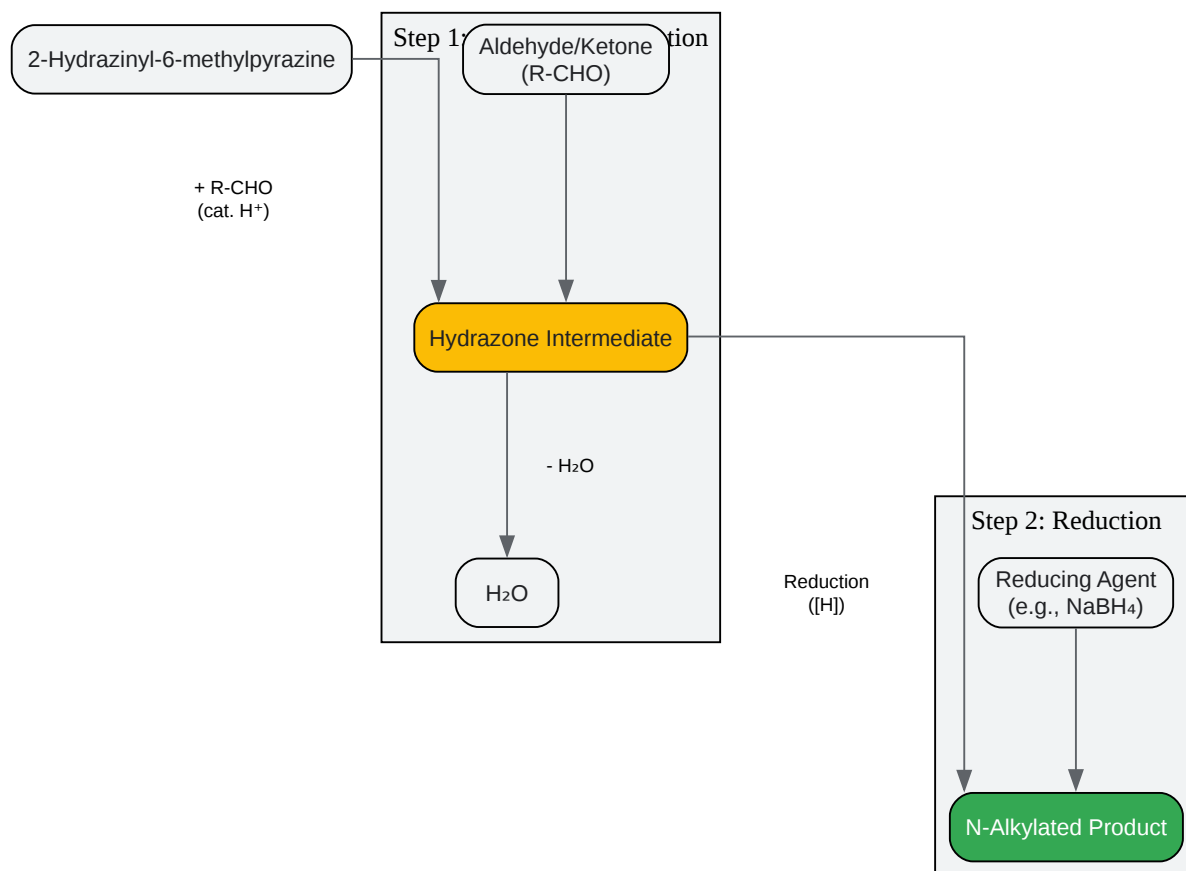 2-Hydrazinyl-6-methylpyrazine
Step 1: tion
Aldehyde/Ketone
(R-CHO)
+ R-CHO
(cat. H⁺)
Hydrazone Intermediate
- H₂O
H₂O
Step 2: Reduction
Reduction
([H])
Reducing Agent
(e.g., NaBH₄)
N-Alkylated Product